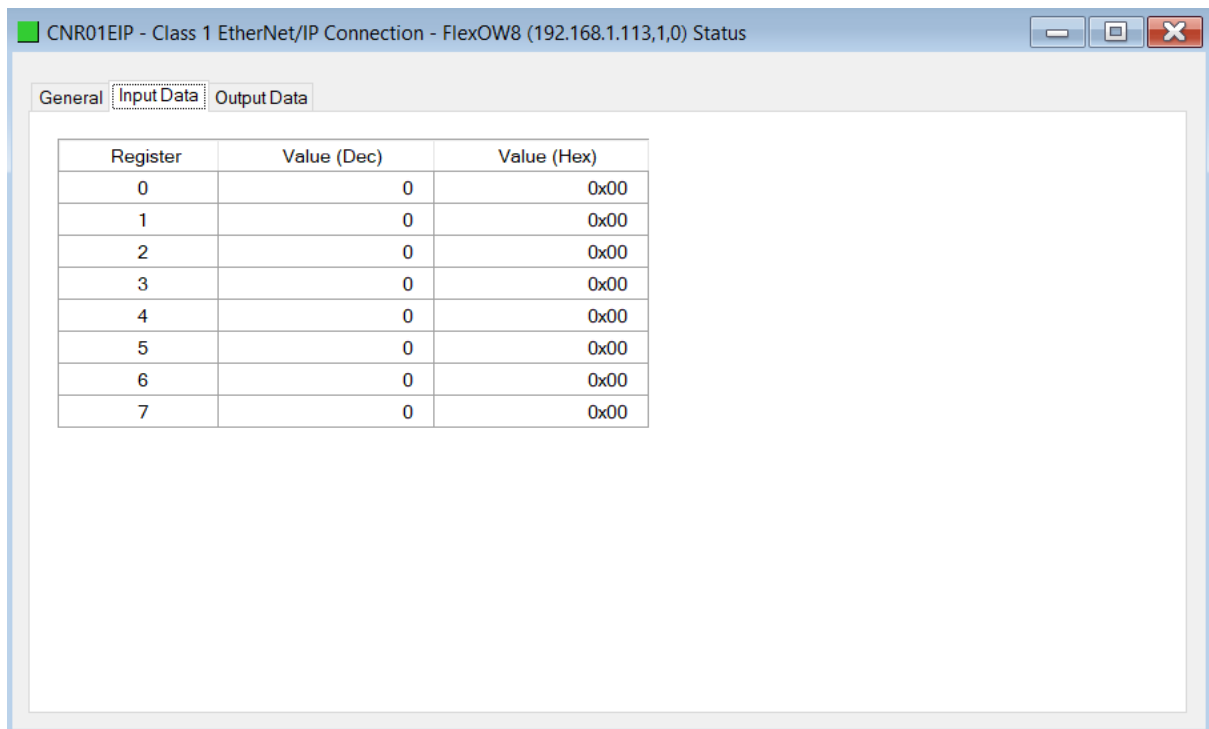 CNR01EIP - Class 1 EtherNet/IP Connection - FlexOW8 (192.168.1.113,1,0) Status
General Input Data Output Data
Register Value (Dec) Value (Hex)
0 0 0x00
1 0 0x00
2 0 0x00
3 0 0x00
4 0 0x00
5 0 0x00
6 0 0x00
7 0 0x00